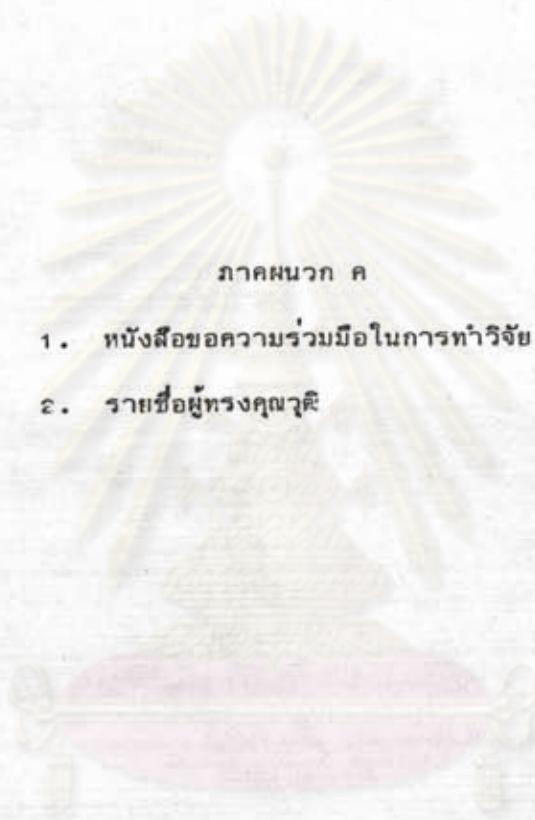 ภาคผนวก ค
1. หนังสือขอความร่วมมือในการทำวิจัย
2. รายชื่อผู้ทรงคุณวุฒิ